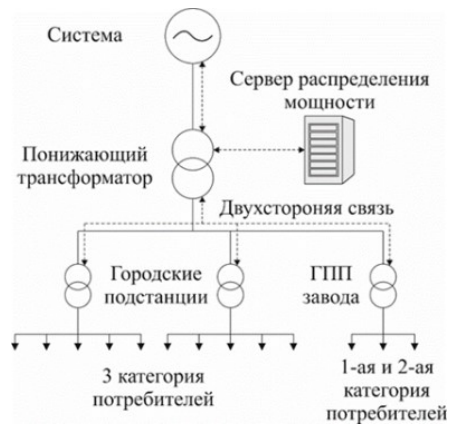 Система
Сервер распределения
мощности
Понижающий
трансформатор
Двухстороняя связь
Городские
подстанции
ГПП
завода
3 категория
потребителей
1-ая и 2-ая
категория
потребителей